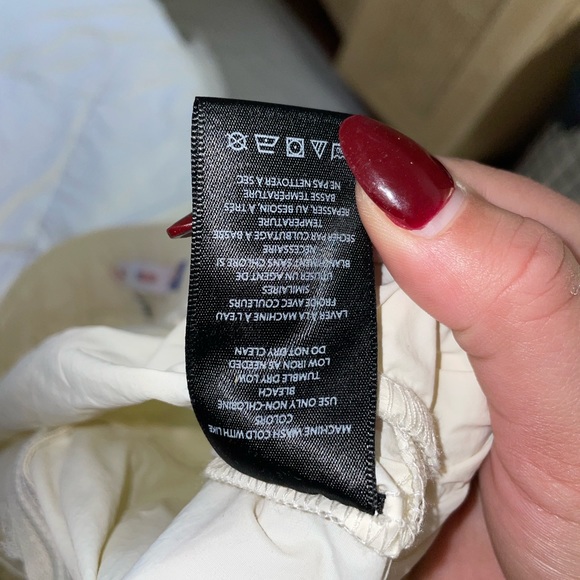 MACHINE WASH COLD WITH LIKE
COLORS
USE ONLY NON-CHLORINE
BLEACH
TUMBLE DRY LOW
LOW IRON AS NEEDED
DO NOT DRY CLEAN
LAVER À LA MACHINE À L'EAU
FROIDE AVEC COULEURS
SIMILAIRES
UTILISER UN AGENT DE
BLANCHIMENT SANS CHLORE SI
NÉCESSAIRE
SÉCHER PAR CULBUTAGE À BASSE
TEMPÉRATURE
REPASSER, AU BESOIN, À TRÈS
BASSE TEMPÉRATURE
NE PAS NETTOYER À SEC